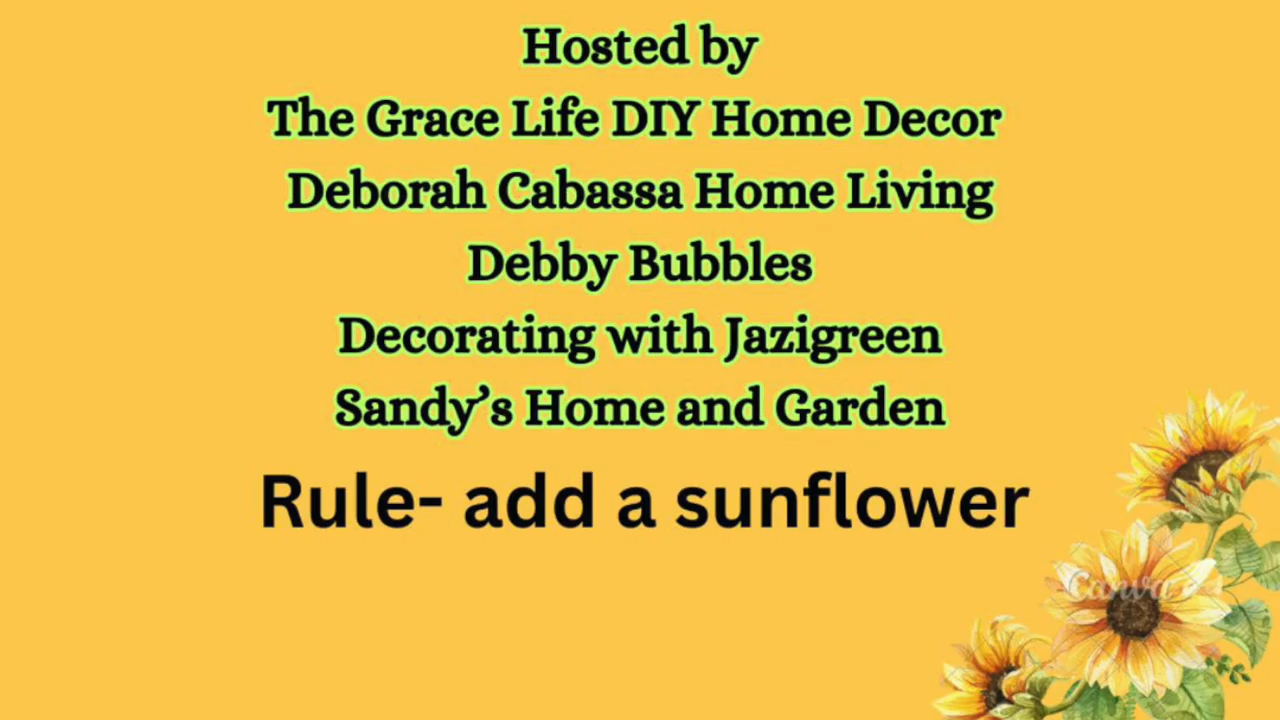 Hosted by
The Grace Life DIY Home Decor
Deborah Cabassa Home Living
Debby Bubbles
Decorating with Jazigreen
Sandy’s Home and Garden
Rule- add a sunflower
Canva